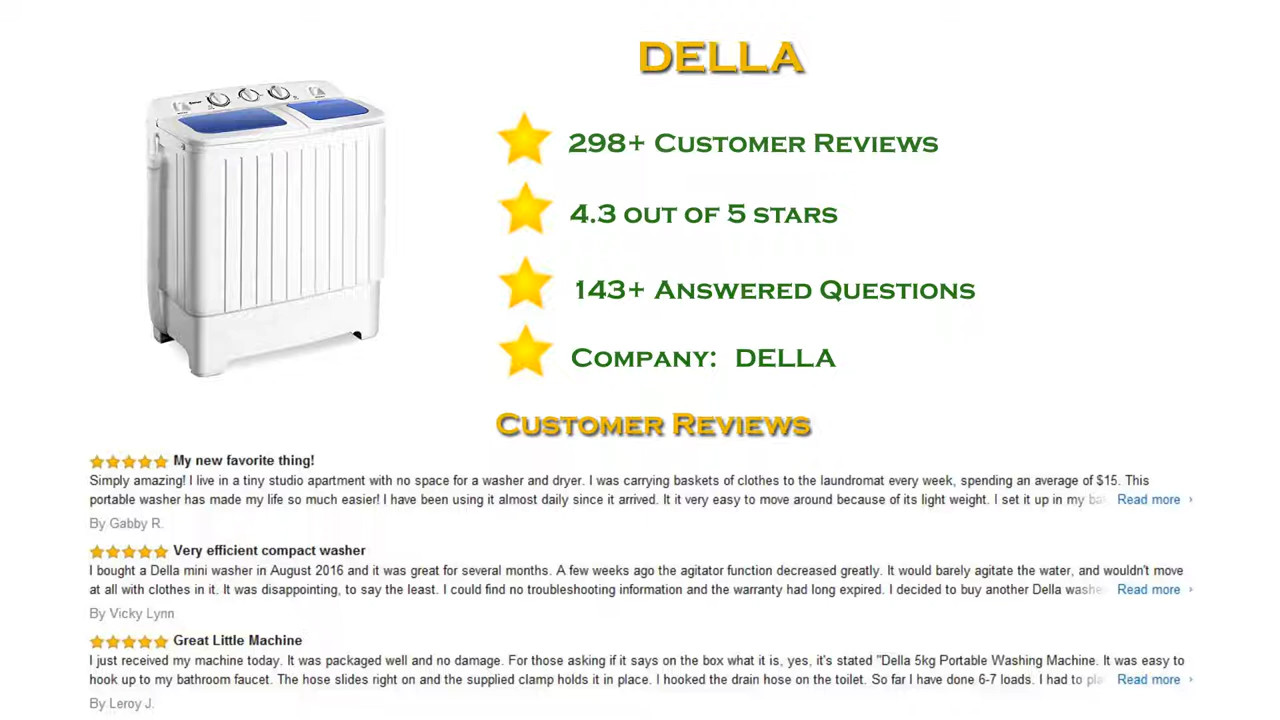 DELLA
298+ Customer Reviews
4.3 out of 5 stars
143+ Answered Questions
Company: DELLA
Customer Reviews
My new favorite thing!
Simply amazing! I live in a tiny studio apartment with no space for a washer and dryer. I was carrying baskets of clothes to the laundromat every week, spending an average of $15. This
portable washer has made my life so much easier! I have been using it almost daily since it arrived. It it very easy to move around because of its light weight. I set it up in my Read more ›
By Gabby R.
Very efficient compact washer
I bought a Della mini washer in August 2016 and it was great for several months. A few weeks ago the agitator function decreased greatly. It would barely agitate the water, and wouldn't move
at all with clothes in it. It was disappointing, to say the least. I could find no troubleshooting information and the warranty had long expired. I decided to buy another Della washe Read more ›
By Vicky Lynn
Great Little Machine
I just received my machine today. It was packaged well and no damage. For those asking if it says on the box what it is, yes, it's stated "Della 5kg Portable Washing Machine. It was easy to
hook up to my bathroom faucet. The hose slides right on and the supplied clamp holds it in place. I hooked the drain hose on the toilet. So far I have done 6-7 loads. I had to Read more ›
By Leroy J.